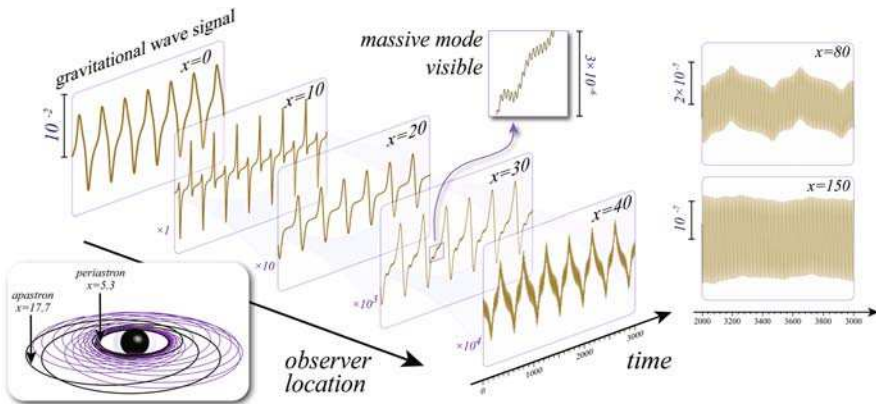 gravitational wave signal
10⁻²
x=0
x=10
×1
x=20
×10
massive mode
visible
3×10⁻⁶
x=30
×10³
x=40
×10⁴
0
1000
2000
3000
time
observer
location
periastron
x=5.3
apastron
x=17.7
x=80
2×10⁻⁷
x=150
10⁻⁷
2000
3200
3400
3600
3800
3000